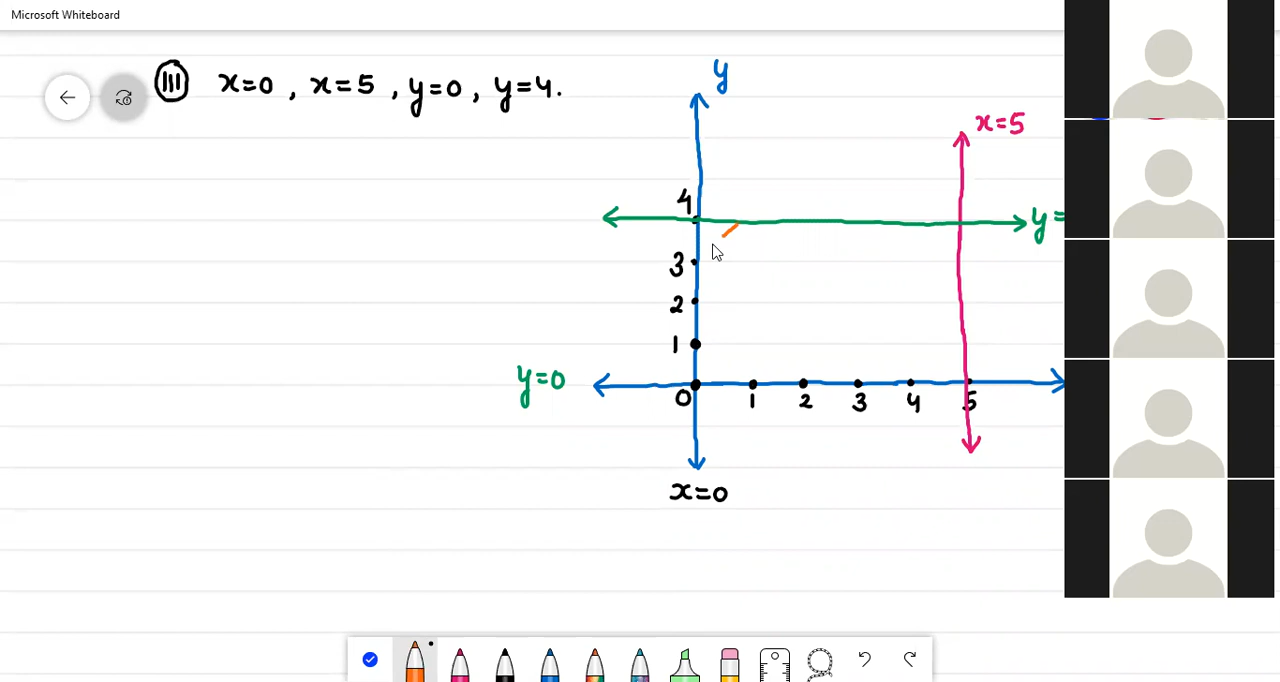 Microsoft Whiteboard
III x=0, x=5, y=0, y=4.
y
x=5
4
y=
3
2
1
y=0
0 1 2 3 4 5
x=0